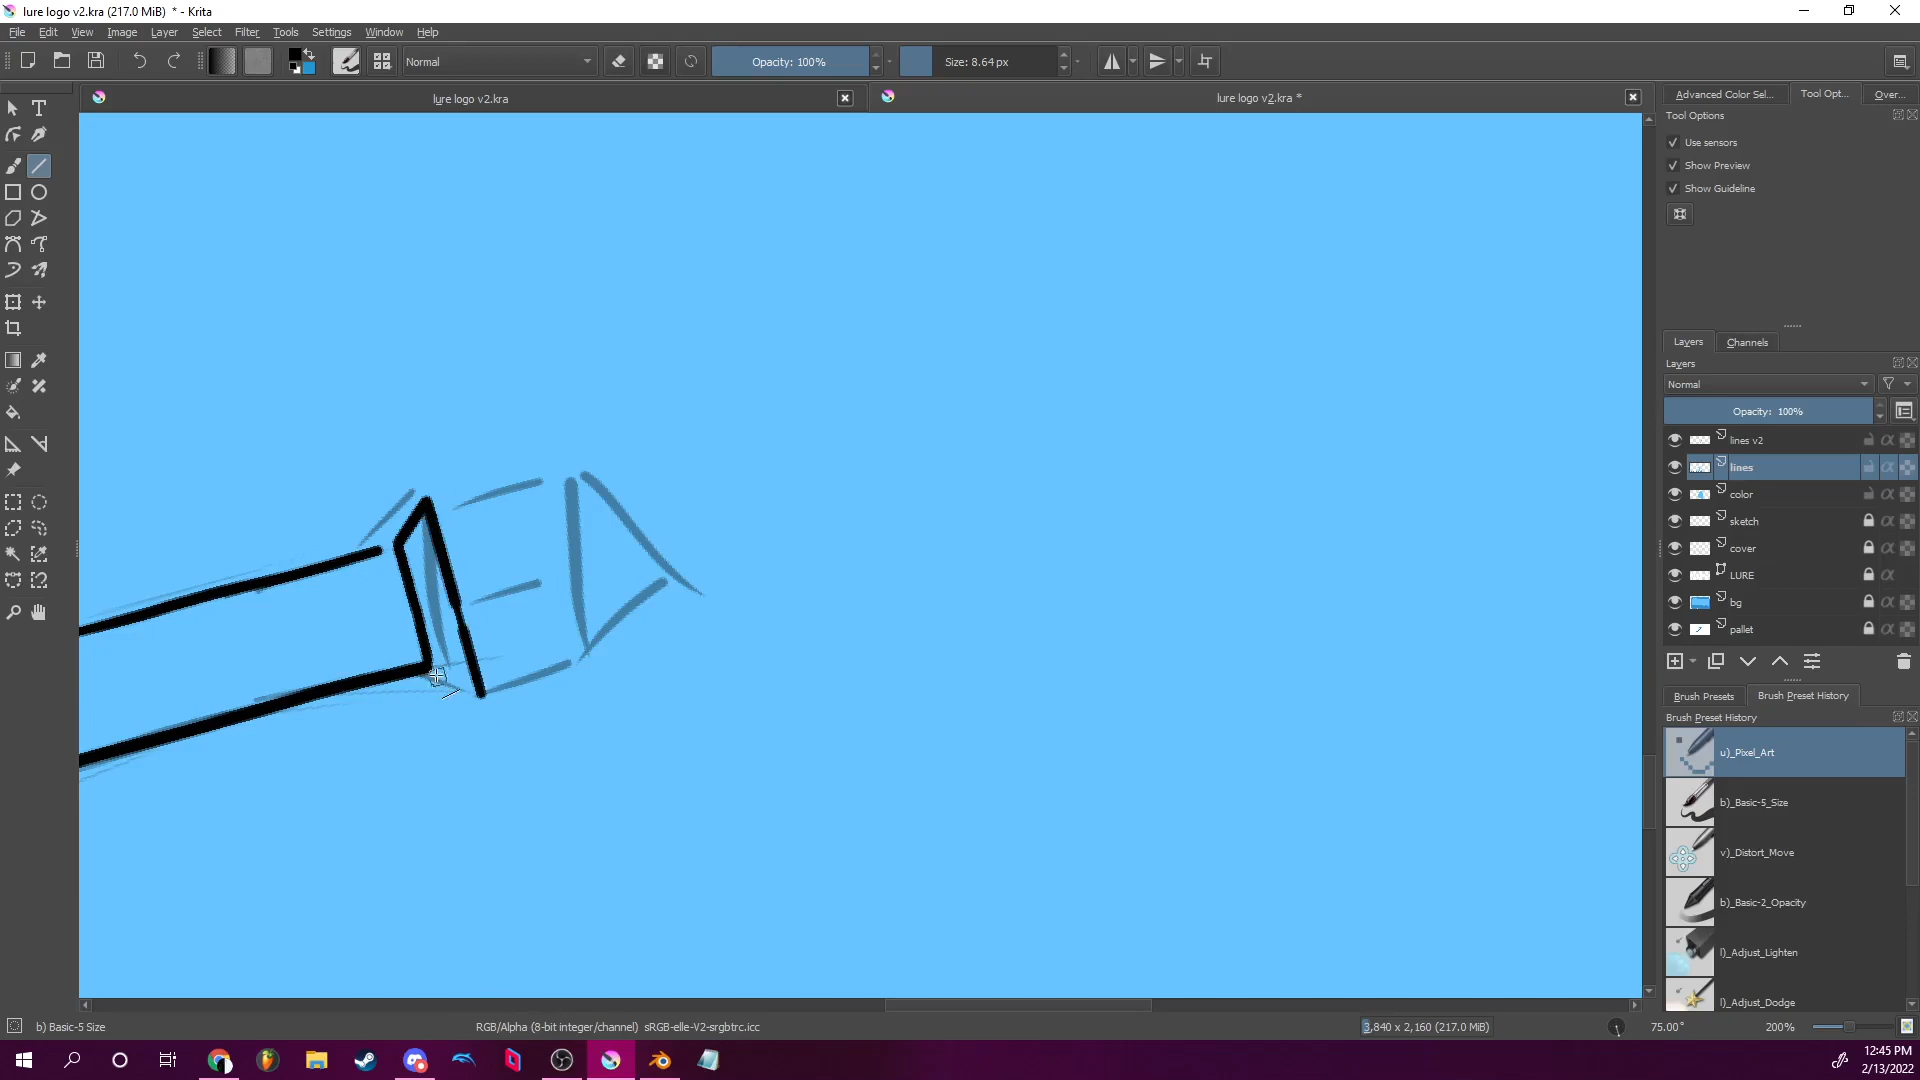 lure logo v2.kra (217.0 MiB) * - Krita
File Edit View Image Layer Select Filter Tools Settings Window Help
Normal
Opacity: 100%
Size: 8.64 px
lure logo v2.kra
lure logo v2.kra *
Advanced Color Sel...
Tool Opt...
Over...
Tool Options
Use sensors
Show Preview
Show Guideline
Layers
Channels
Layers
Normal
Opacity: 100%
lines v2
lines
color
sketch
cover
LURE
bg
pallet
Brush Presets
Brush Preset History
Brush Preset History
u)_Pixel_Art
b)_Basic-5_Size
v)_Distort_Move
b)_Basic-2_Opacity
l)_Adjust_Lighten
l)_Adjust_Dodge
b) Basic-5 Size
RGB/Alpha (8-bit integer/channel) sRGB-elle-V2-srgbtrc.icc
3,840 x 2,160 (217.0 MiB)
75.00°
200%
12:45 PM
2/13/2022